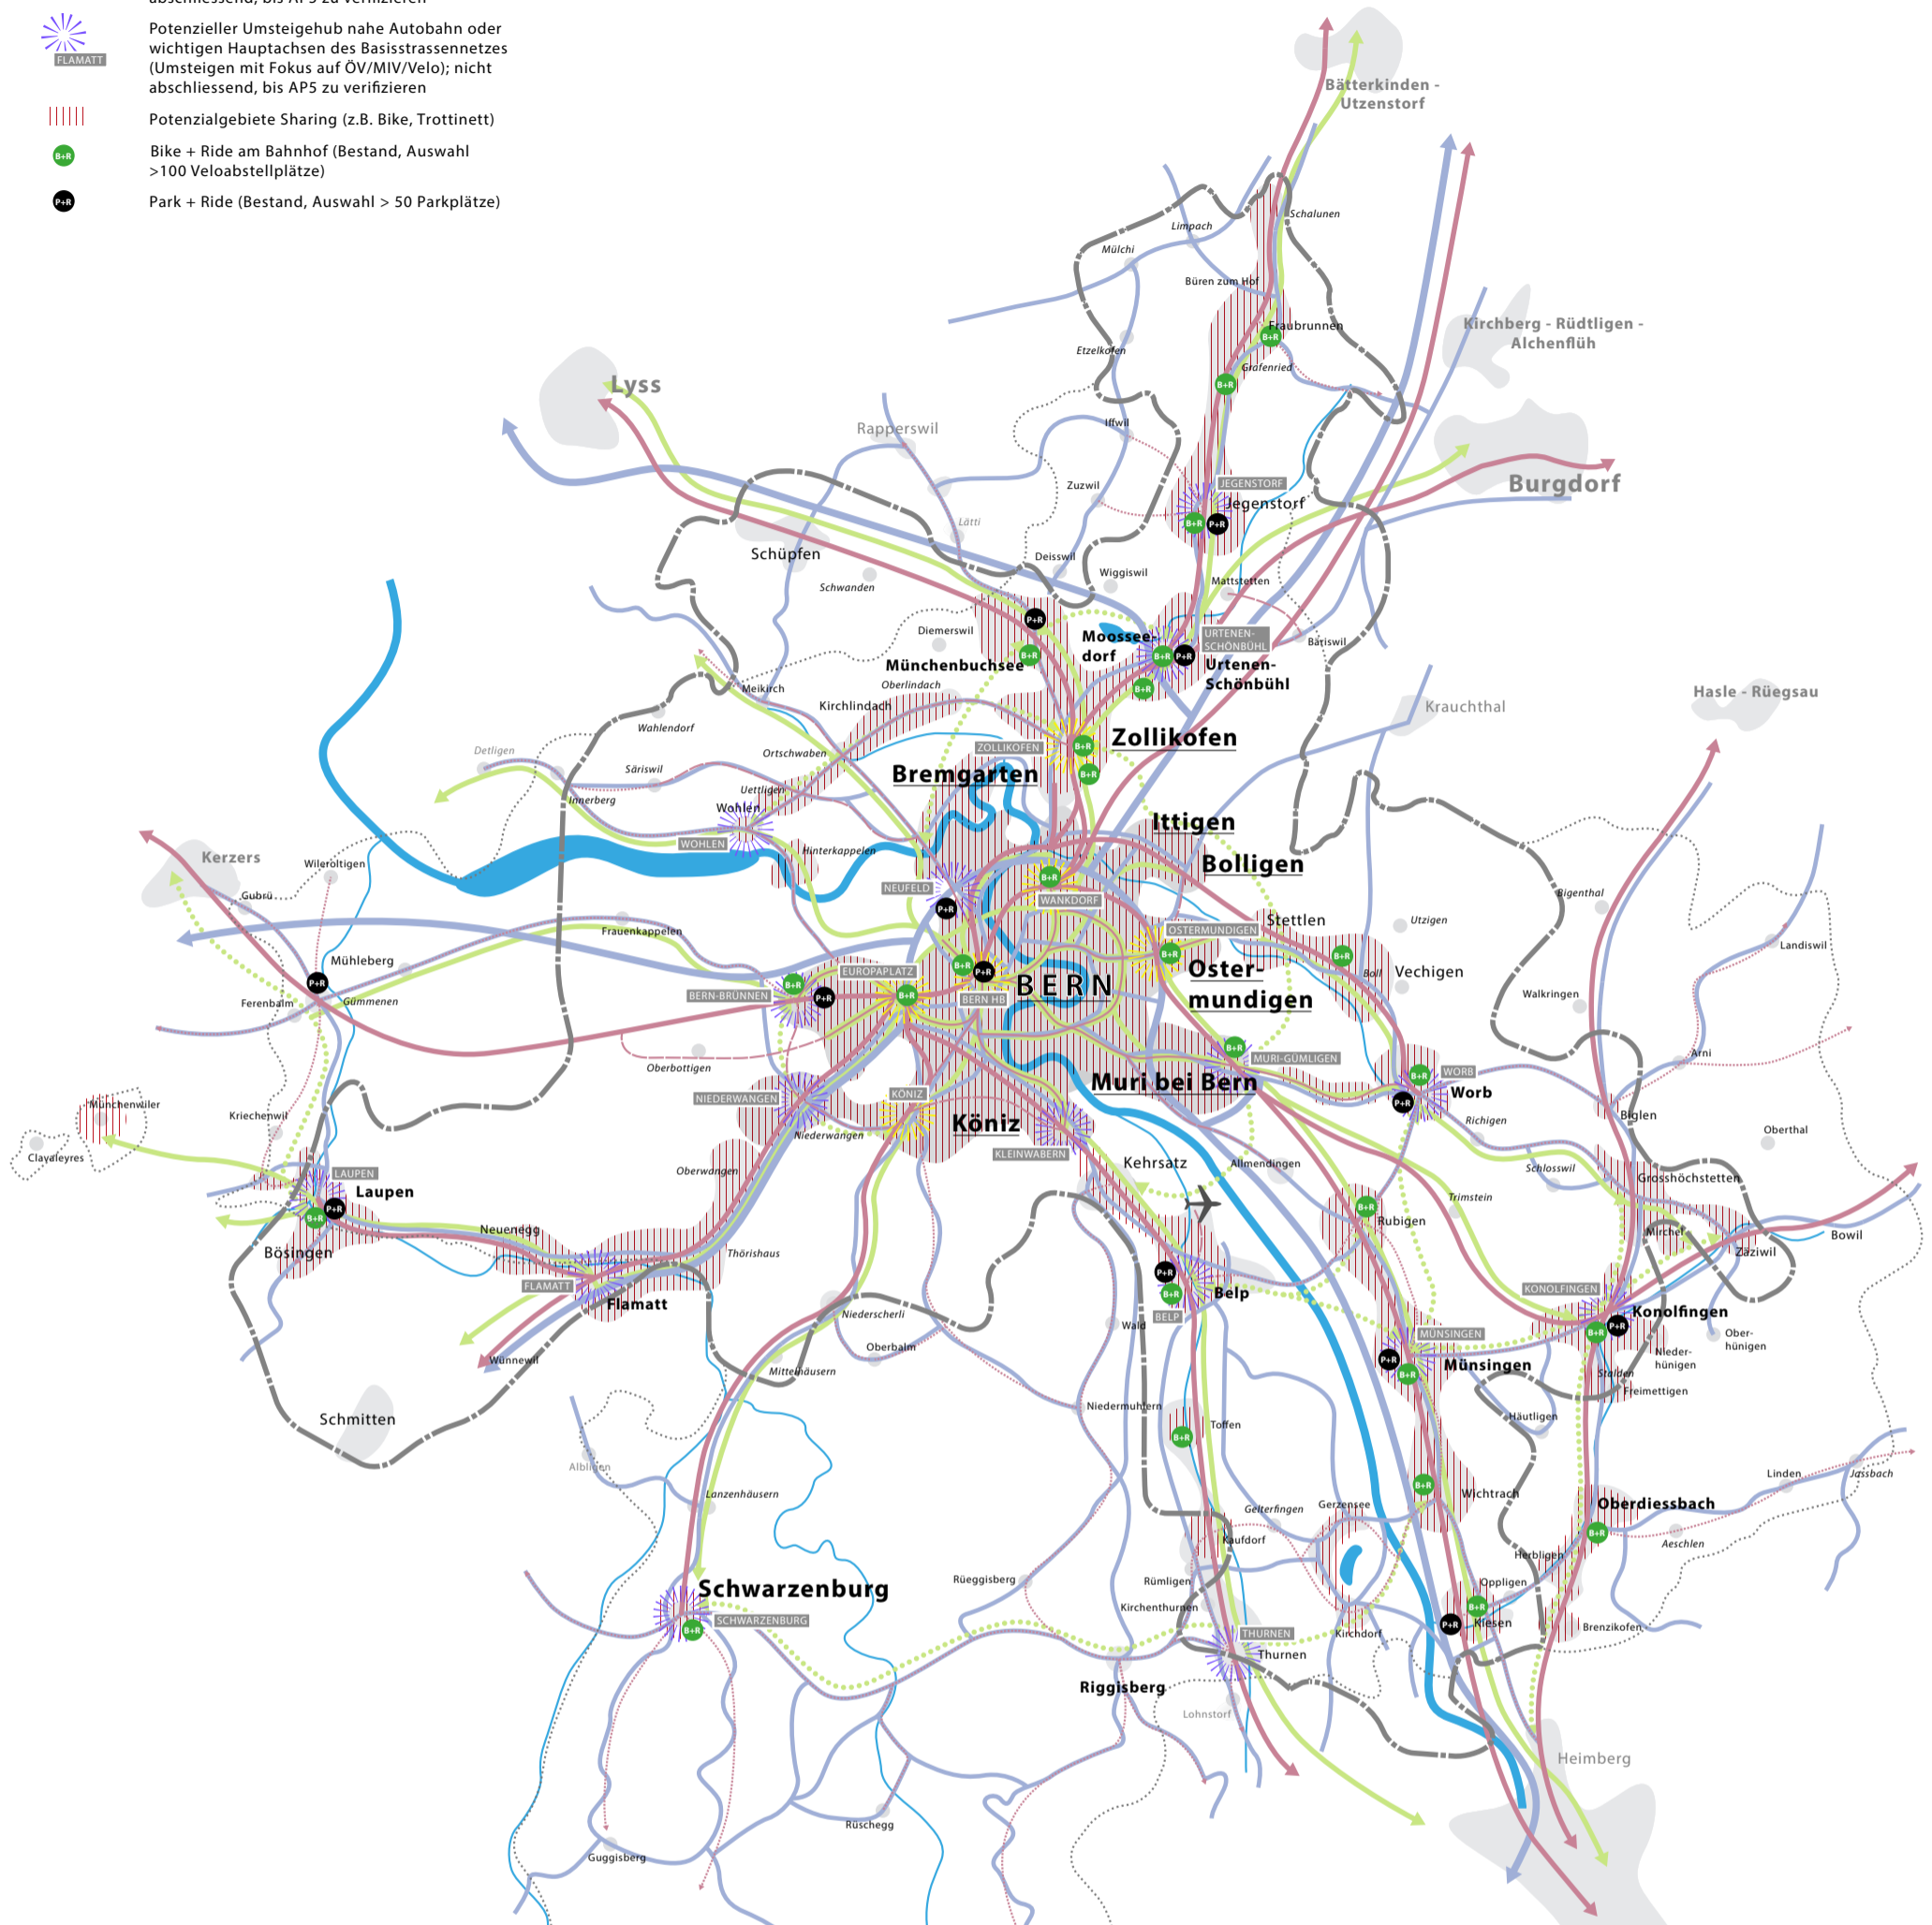 abschliessend, bis AP5 zu verifizieren
Potenzieller Umsteigehub nahe Autobahn oder
wichtigen Hauptachsen des Basisstrassennetzes
(Umsteigen mit Fokus auf ÖV/MIV/Velo); nicht
abschliessend, bis AP5 zu verifizieren
FLAMATT
Potenzialgebiete Sharing (z.B. Bike, Trottinett)
B+R
Bike + Ride am Bahnhof (Bestand, Auswahl
>100 Veloabstellplätze)
P+R
Park + Ride (Bestand, Auswahl > 50 Parkplätze)
Bätterkinden -
Utzenstorf
Schalunen
Limpach
Mülchi
Büren zum Hof
Fraubrunnen
B+R
Kirchberg - Rüdtligen -
Alchenflüh
Etzelkofen
Grafenried
B+R
Lyss
Rapperswil
Iffwil
Burgdorf
Zuzwil
JEGENSTORF
Jegenstorf
B+R
P+R
Lätti
Schüpfen
Deisswil
Wiggiswil
Mattstetten
Schwanden
P+R
Diemerswil
Moossee-
dorf
URTENEN-
SCHÖNBÜHL
Bäriswil
Münchenbuchsee
B+R
B+R
P+R
Urtenen-
Schönbühl
Oberlindach
B+R
Meikirch
Hasle - Rüegsau
Kirchlindach
Krauchthal
Wahlendorf
Zollikofen
ZOLLIKOFEN
B+R
Detligen
Ortschwaben
Säriswil
Bremgarten
B+R
Uettligen
Innerberg
Wohlen
Ittigen
WOHLEN
Hinterkappelen
Kerzers
Wileroltigen
Bolligen
B+R
NEUFELD
Gubrü
WANKDORF
Bigenthal
P+R
Stettlen
Utzigen
Frauenkappelen
OSTERMUNDIGEN
Landiswil
Mühleberg
B+R
B+R
B+R
Oster-
mundigen
Boll
Vechigen
EUROPAPLATZ
P+R
P+R
BERN
B+R
BERN-BRÜNNEN
P+R
B+R
BERN HB
Walkringen
Ferenbalm
Gümmenen
B+R
MURI-GÜMLIGEN
Arni
Oberbottigen
B+R
WORB
Muri bei Bern
Worb
P+R
NIEDERWANGEN
KÖNIZ
Münchenwiler
Kriechenwil
Köniz
Richigen
Biglen
Niederwangen
Oberthal
Clavaleyres
KLEINWABERN
Oberwangen
Kehrsatz
Allmendingen
Schlosswil
LAUPEN
Laupen
Grosshöchstetten
P+R
B+R
Trimstein
B+R
Rubigen
Neuenegg
Mirchel
Bowil
Bösingen
Thörishaus
Zäziwil
FLAMATT
P+R
B+R
Belp
KONOLFINGEN
Flamatt
BELP
Konolfingen
Niederscherli
Wald
P+R
B+R
MÜNSINGEN
Ober-
hünigen
Oberbalm
Wünnewil
P+R
Münsingen
Nieder-
hünigen
Mittelhäusern
B+R
Stalden
Freimettigen
Niedermuhlern
Schmitten
Toffen
Häutligen
B+R
Albligen
Linden
Jassbach
Lanzenhäusern
B+R
Wichtrach
Gelterfingen
Gerzensee
Oberdiessbach
B+R
Kaufdorf
Aeschlen
Herbligen
Rümligen
Rüeggisberg
Oppligen
Schwarzenburg
Kirchenthurnen
B+R
SCHWARZENBURG
B+R
P+R
Kiesen
Brenzikofen
THURNEN
Kirchdorf
Thurnen
Riggisberg
Lohnstorf
Heimberg
Rüschegg
Guggisberg